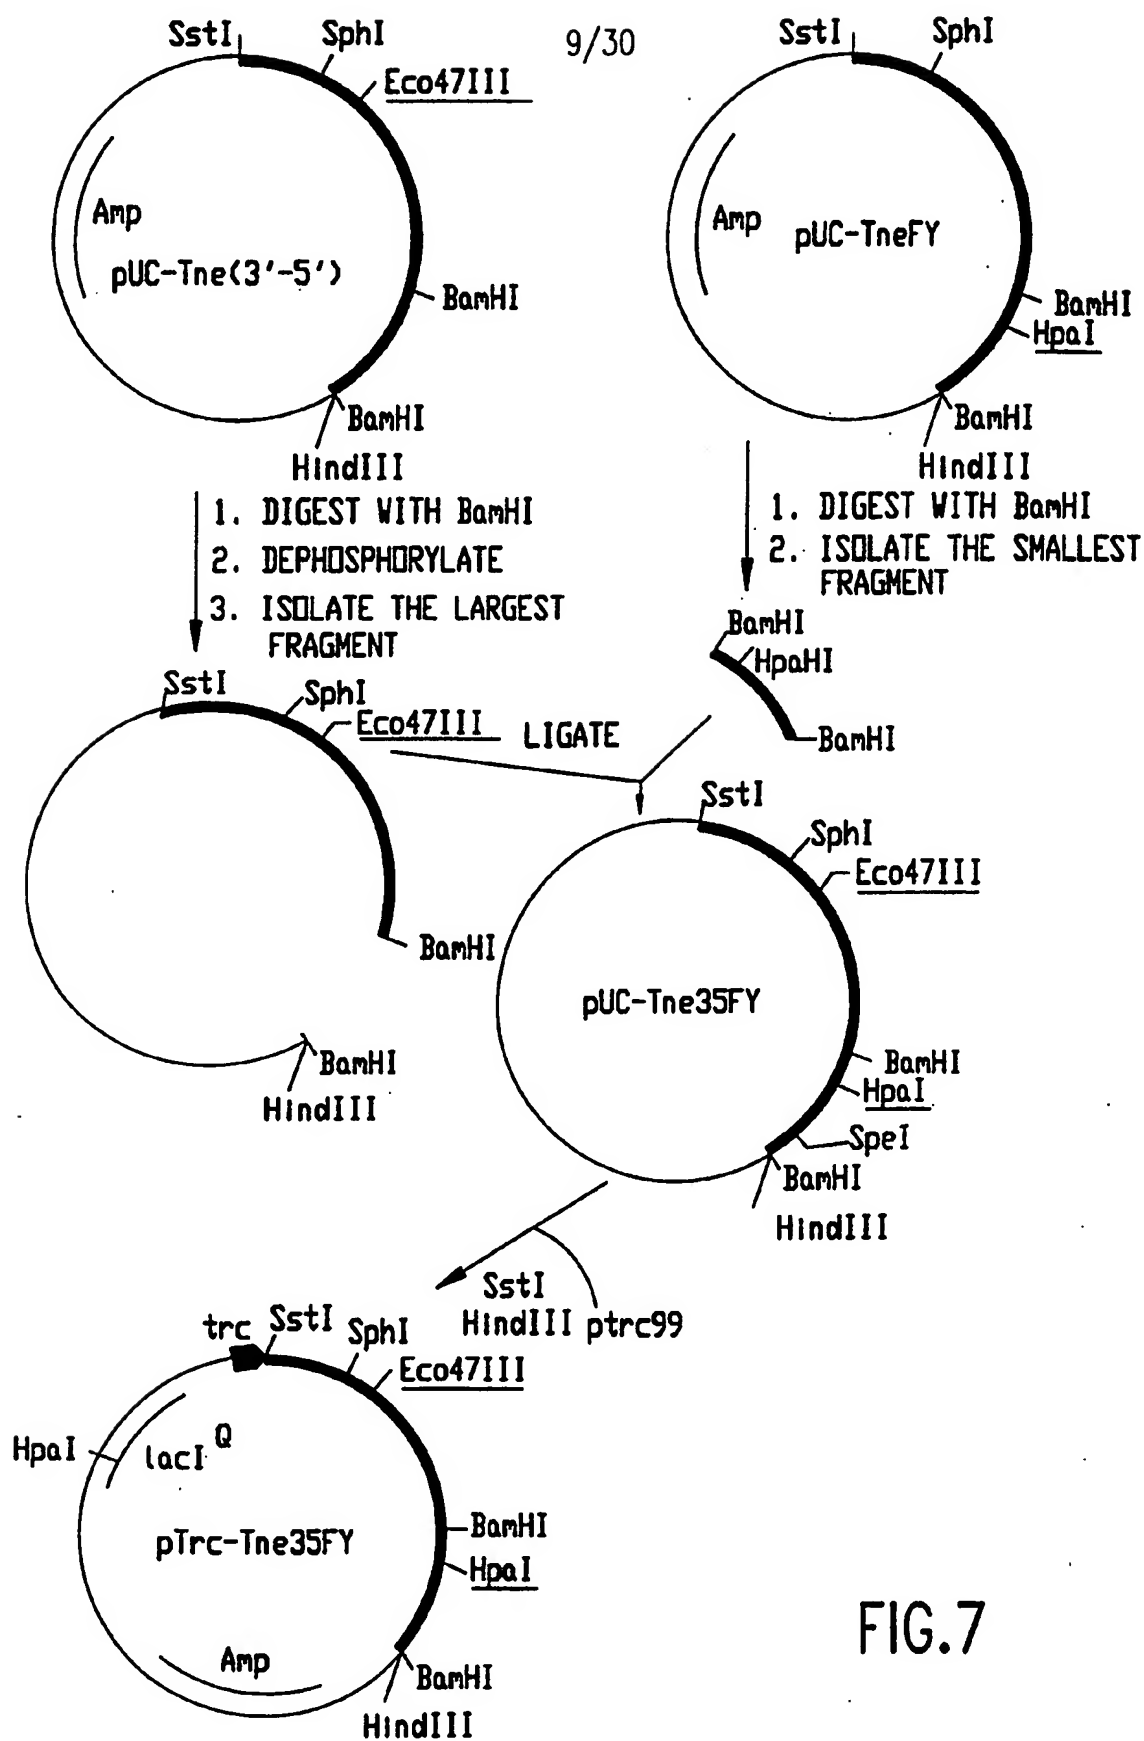 9/30
SstI
SphI
Eco47III
Amp
pUC-Tne(3'-5')
BamHI
BamHI
HindIII
SstI
SphI
Amp
pUC-TneFY
BamHI
HpaI
BamHI
HindIII
1. DIGEST WITH BamHI
2. DEPHOSPHORYLATE
3. ISOLATE THE LARGEST
FRAGMENT
1. DIGEST WITH BamHI
2. ISOLATE THE SMALLEST
FRAGMENT
BamHI
HpaHI
BamHI
SstI
SphI
Eco47III
LIGATE
BamHI
BamHI
HindIII
SstI
SphI
Eco47III
pUC-Tne35FY
BamHI
HpaI
SpeI
BamHI
HindIII
SstI
HindIII ptrc99
trc
SstI
SphI
Eco47III
HpaI
lacI Q
pTrc-Tne35FY
BamHI
HpaI
Amp
BamHI
HindIII
FIG.7